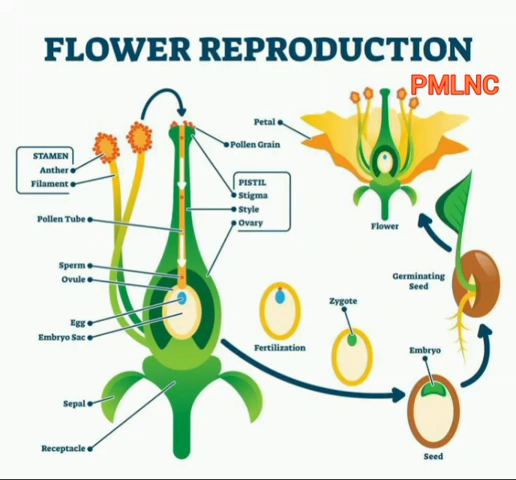 FLOWER REPRODUCTION
PMLNC
Petal
Pollen Grain
STAMEN
Anther
Filament
PISTIL
Stigma
Style
Ovary
Pollen Tube
Flower
Sperm
Ovule
Germinating
Seed
Zygote
Egg
Embryo Sac
Fertilization
Embryo
Sepal
Receptacle
Seed